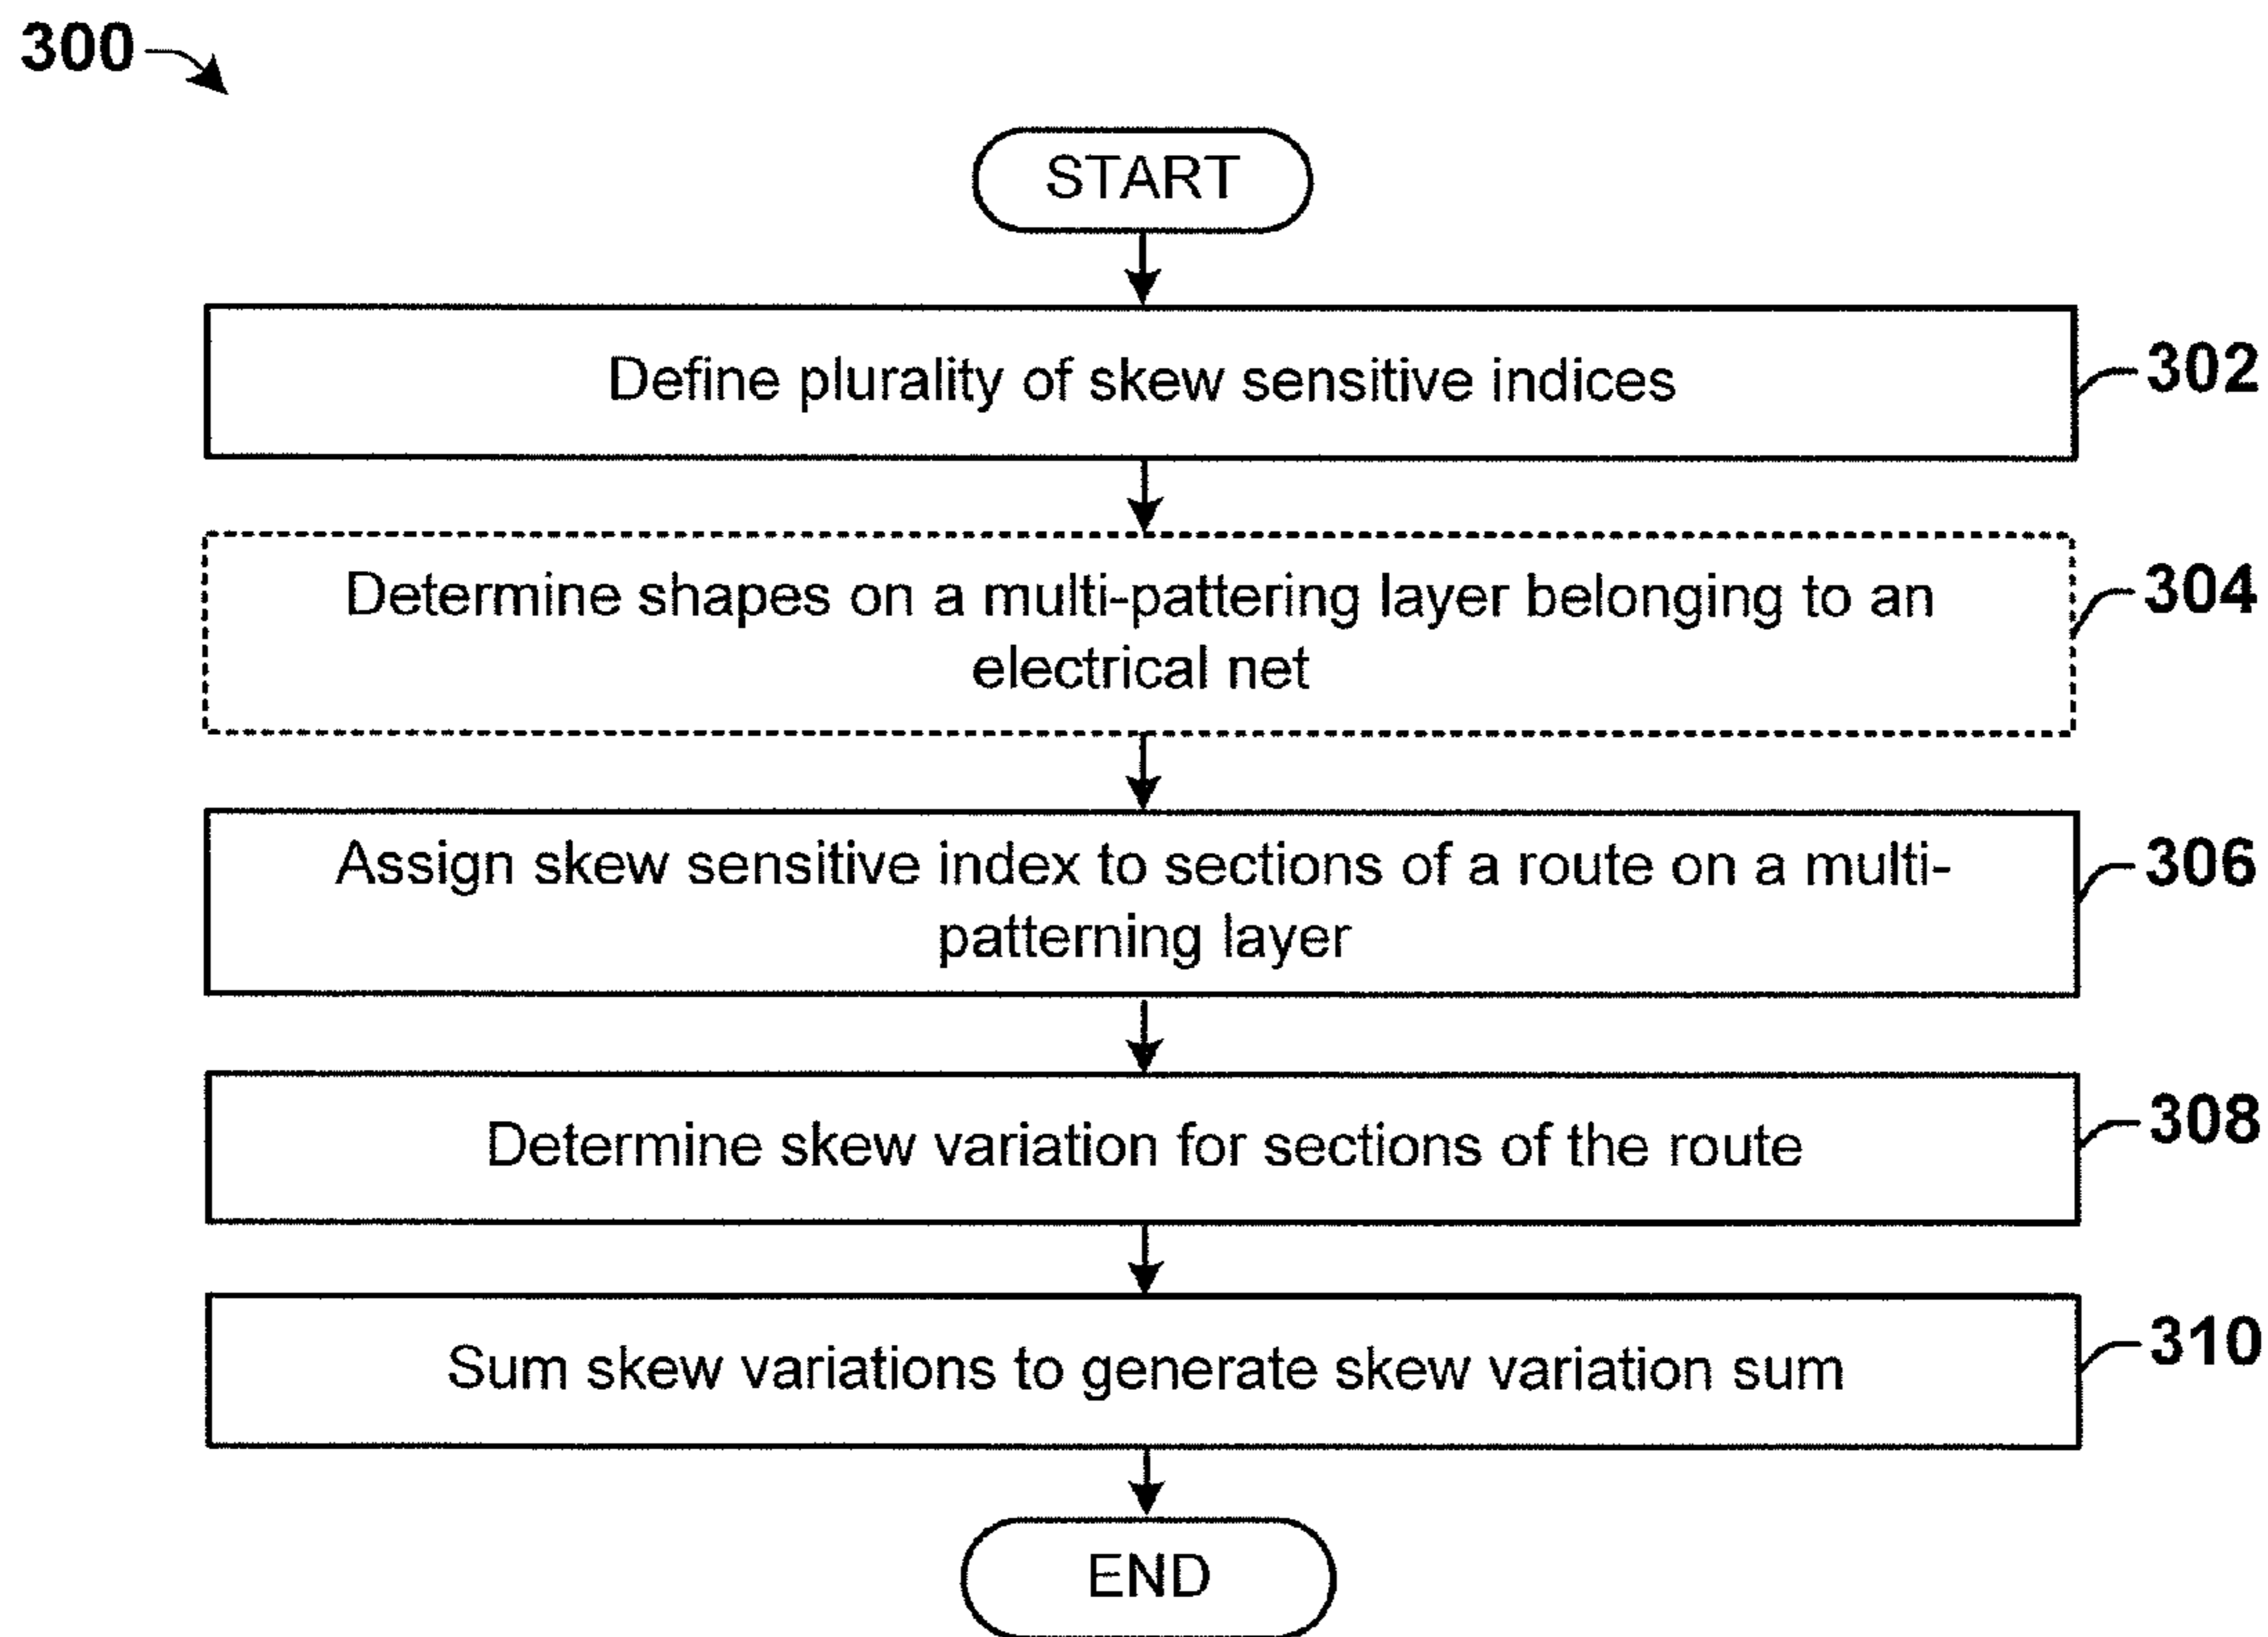 300
START
Define plurality of skew sensitive indices
302
Determine shapes on a multi-pattering layer belonging to an
electrical net
304
Assign skew sensitive index to sections of a route on a multi-
patterning layer
306
Determine skew variation for sections of the route
308
Sum skew variations to generate skew variation sum
310
END